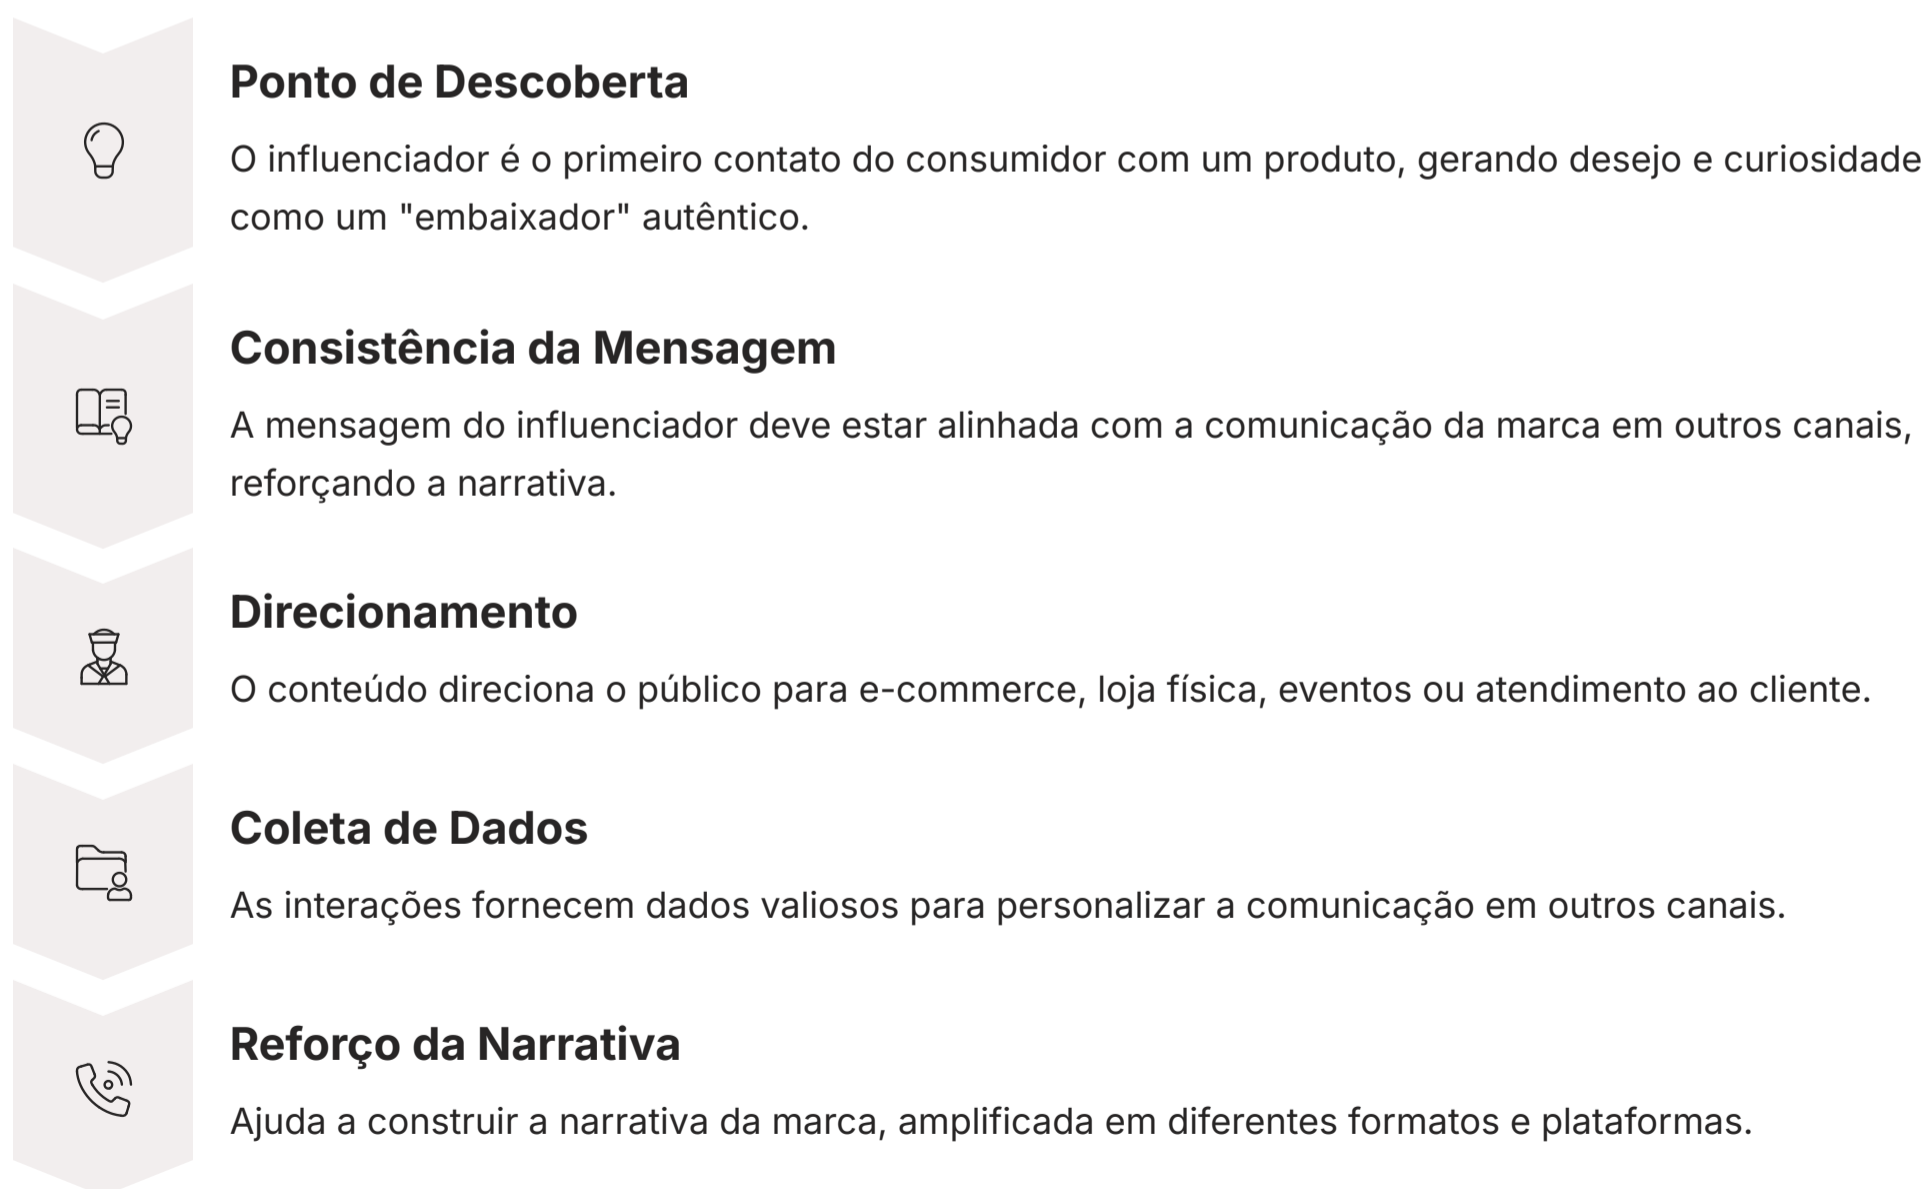 Ponto de Descoberta
O influenciador é o primeiro contato do consumidor com um produto, gerando desejo e curiosidade
como um "embaixador" autêntico.
Consistência da Mensagem
A mensagem do influenciador deve estar alinhada com a comunicação da marca em outros canais,
reforçando a narrativa.
Direcionamento
O conteúdo direciona o público para e-commerce, loja física, eventos ou atendimento ao cliente.
Coleta de Dados
As interações fornecem dados valiosos para personalizar a comunicação em outros canais.
Reforço da Narrativa
Ajuda a construir a narrativa da marca, amplificada em diferentes formatos e plataformas.